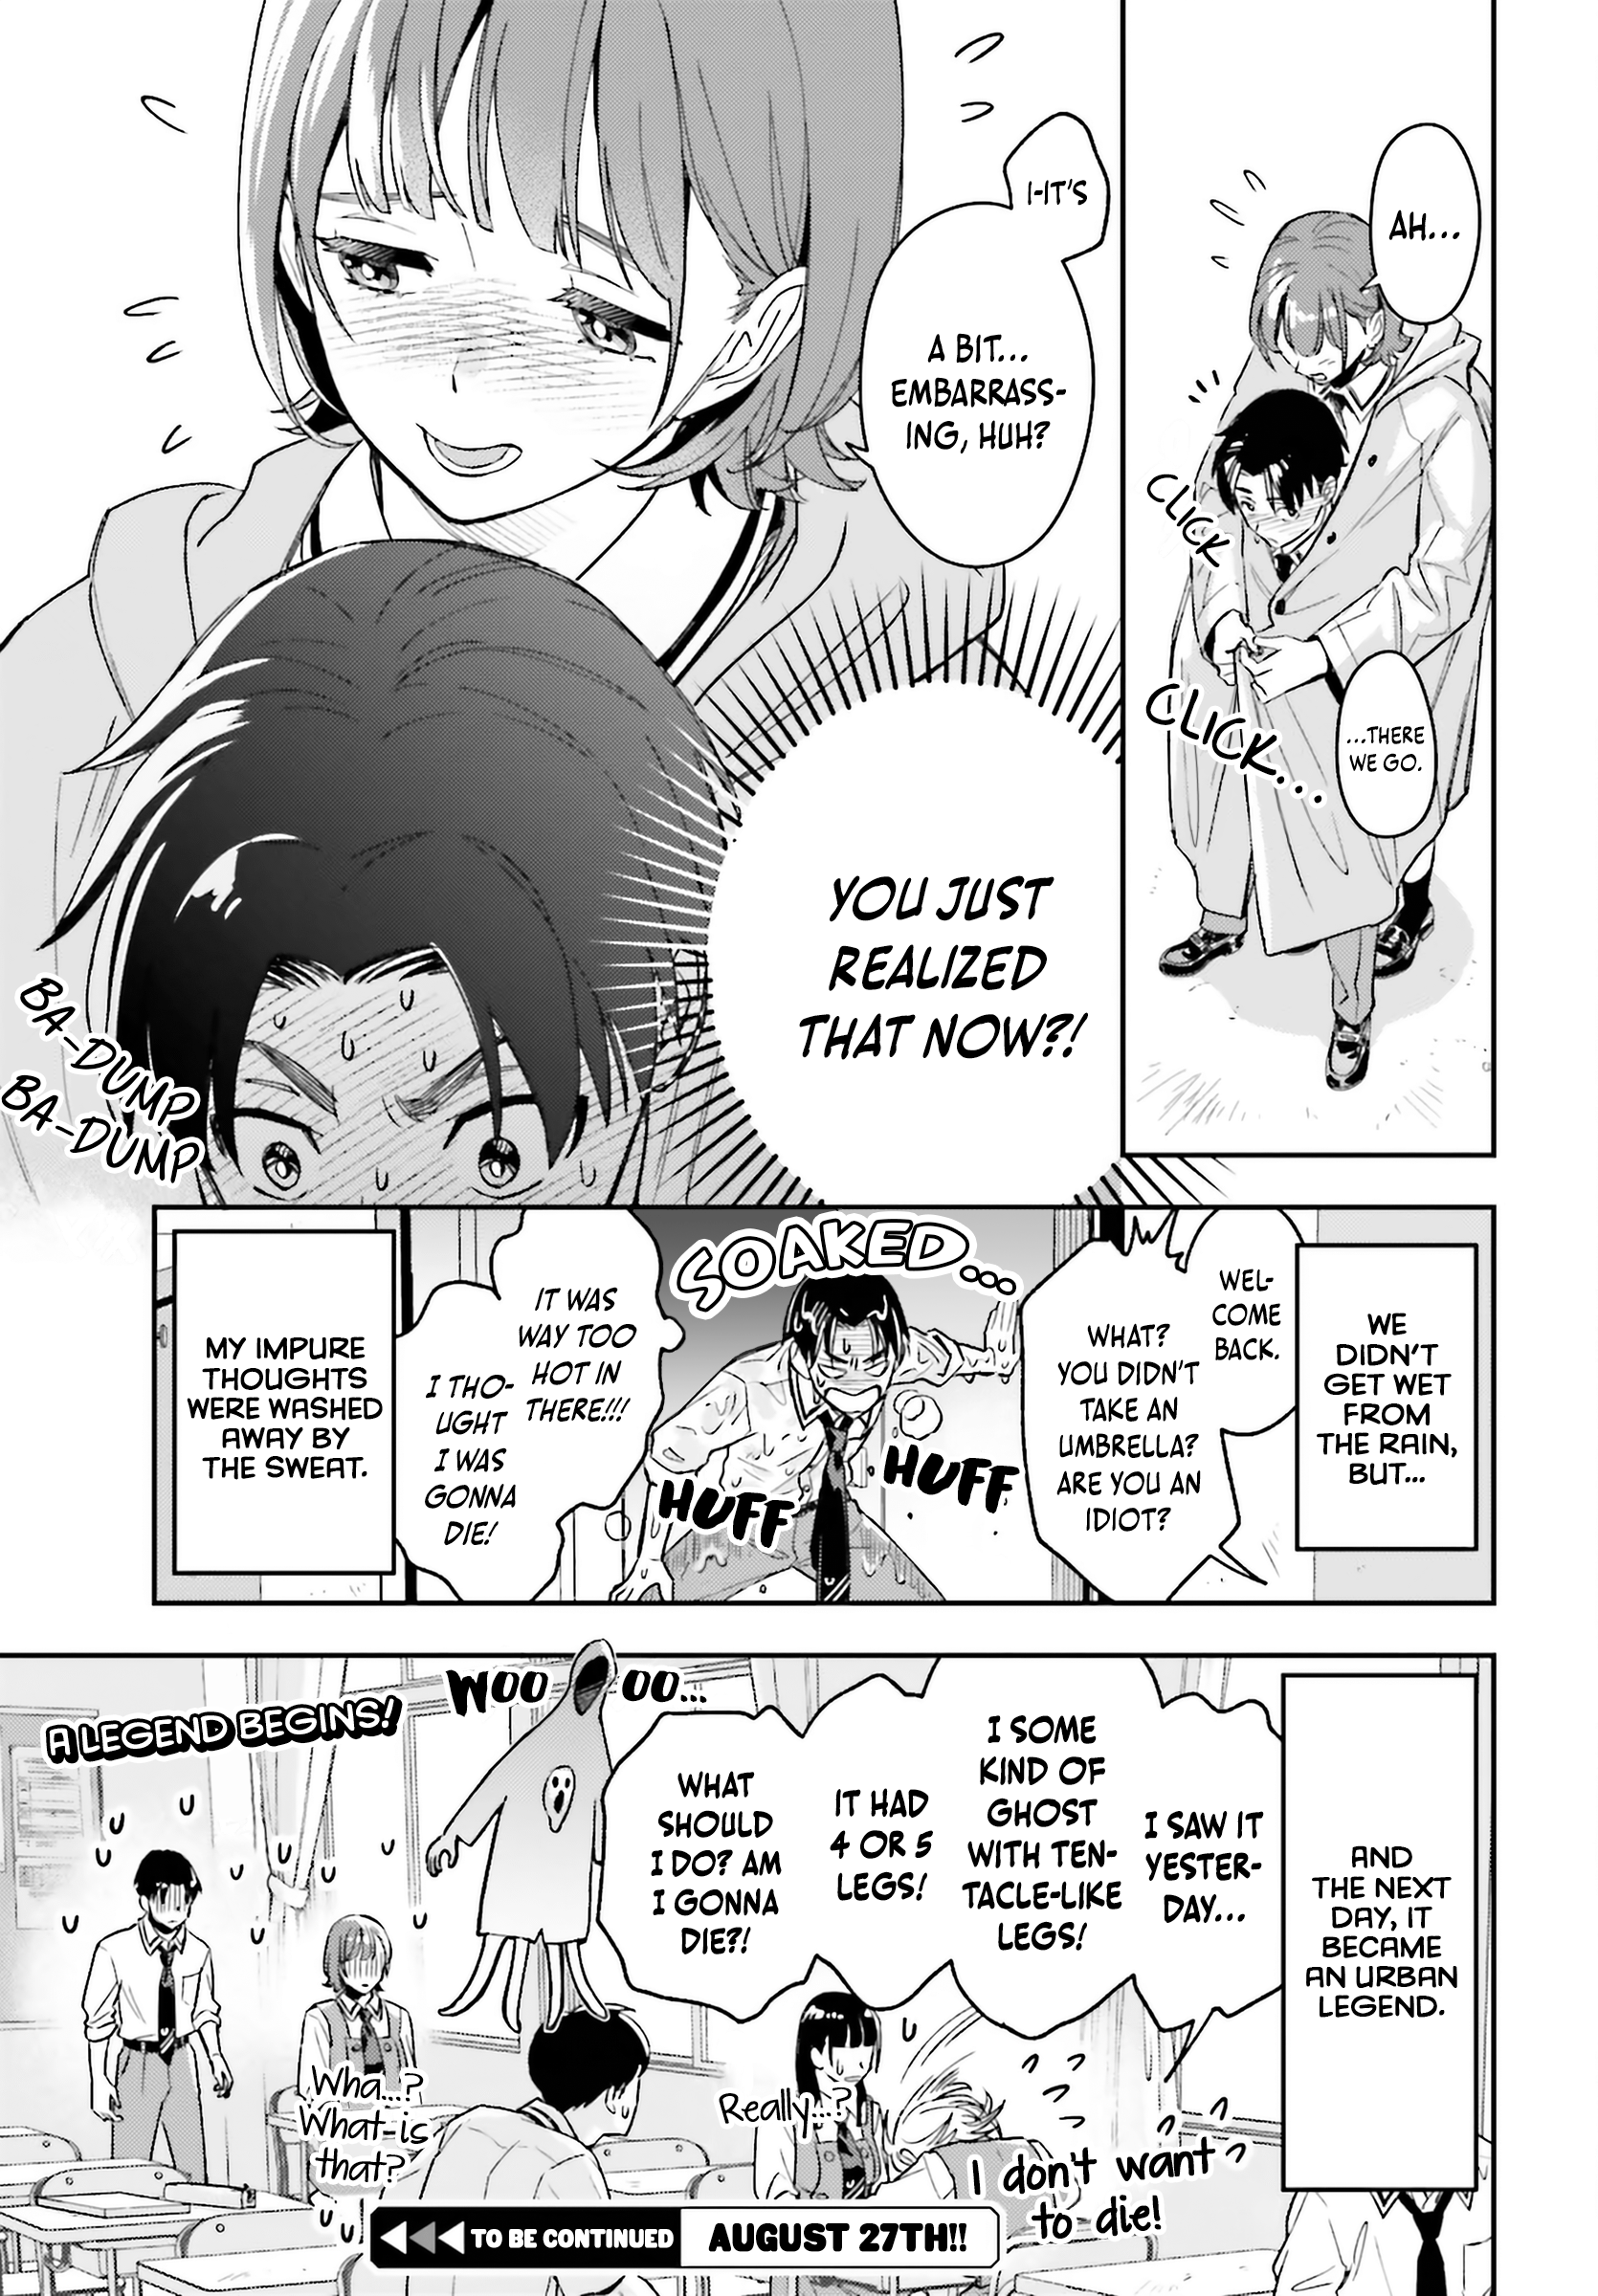 AH...
CLICK
CLICK...
...THERE
WE GO.
I-IT'S
A BIT...
EMBARRASS-
ING, HUH?
YOU JUST
REALIZED
THAT NOW?!
BA-DUMP
BA-DUMP
WE
DIDN'T
GET WET
FROM
THE RAIN,
BUT...
WEL-
COME
BACK.
WHAT?
YOU DIDN'T
TAKE AN
UMBRELLA?
ARE YOU AN
IDIOT?
SOAKED...
HUFF
HUFF
IT WAS
WAY TOO
HOT IN
THERE!!!
I THO-
UGHT
I WAS
GONNA
DIE!
MY IMPURE
THOUGHTS
WERE WASHED
AWAY BY
THE SWEAT.
AND
THE NEXT
DAY, IT
BECAME
AN URBAN
LEGEND.
I SAW IT
YESTER-
DAY...
I SOME
KIND OF
GHOST
WITH TEN-
TACLE-LIKE
LEGS!
IT HAD
4 OR 5
LEGS!
WHAT
SHOULD
I DO? AM
I GONNA
DIE?!
WOO OO...
A LEGEND BEGINS!
I don't want
to die!
Really...?
Wha...?
What is
that?
TO BE CONTINUED AUGUST 27TH!!